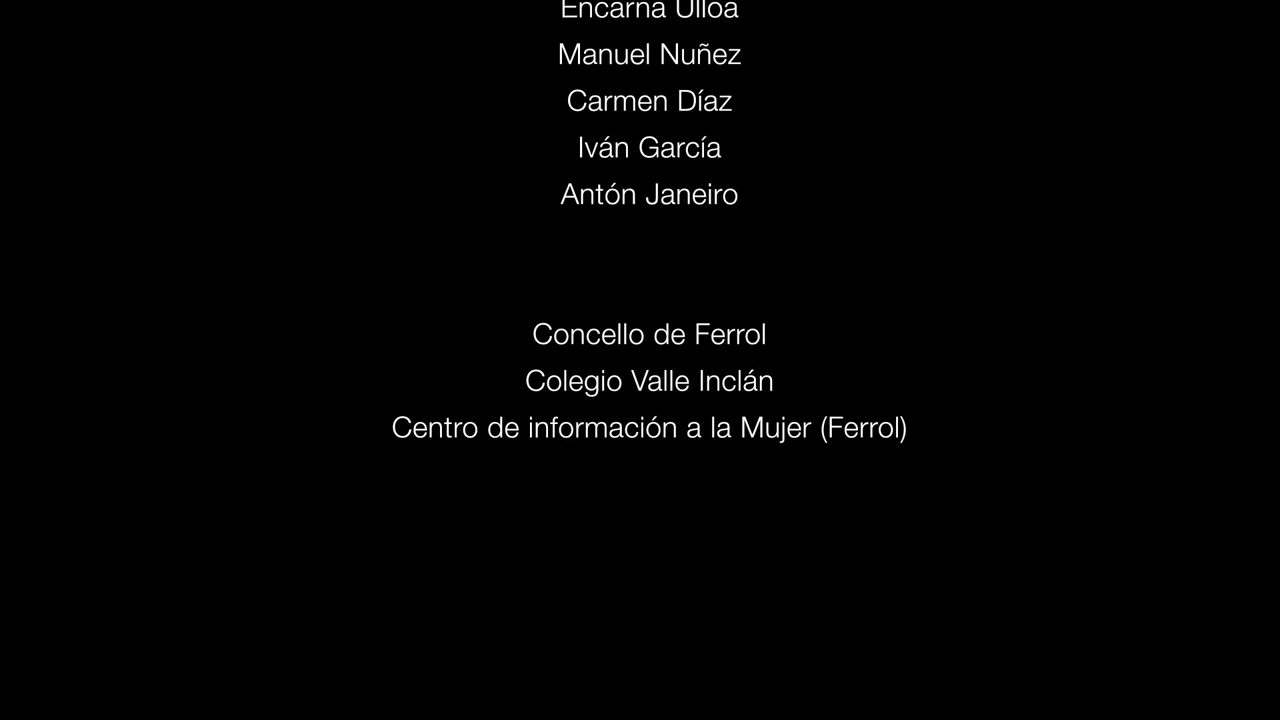 Encarna Ulloa
Manuel Nuñez
Carmen Díaz
Iván García
Antón Janeiro
Concello de Ferrol
Colegio Valle Inclán
Centro de información a la Mujer (Ferrol)